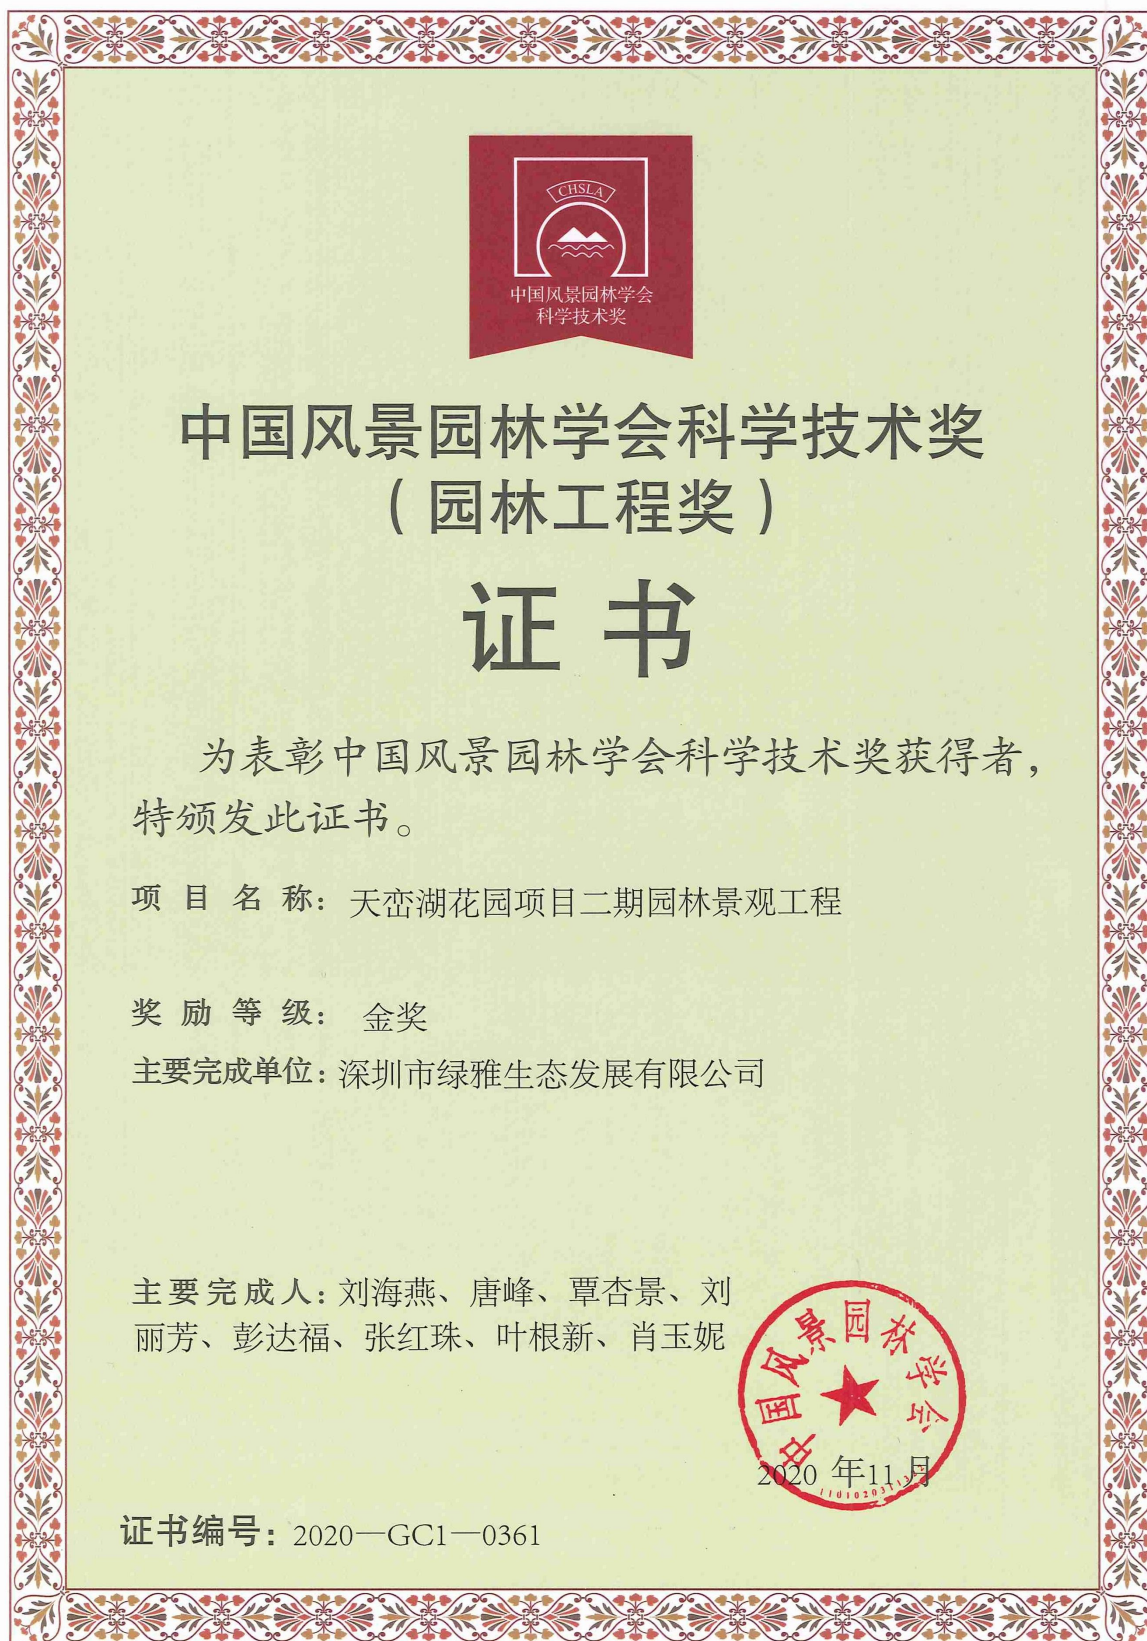 CHSLA
中国风景园林学会
科学技术奖
中国风景园林学会科学技术奖
（园林工程奖）
证书
为表彰中国风景园林学会科学技术奖获得者，
特颁发此证书。
项目名称：天峦湖花园项目二期园林景观工程
奖励等级：金奖
主要完成单位：深圳市绿雅生态发展有限公司
主要完成人：刘海燕、唐峰、覃杏景、刘
丽芳、彭达福、张红珠、叶根新、肖玉妮
中国风景园林学会
2020 年11 月
证书编号：2020—GC1—0361